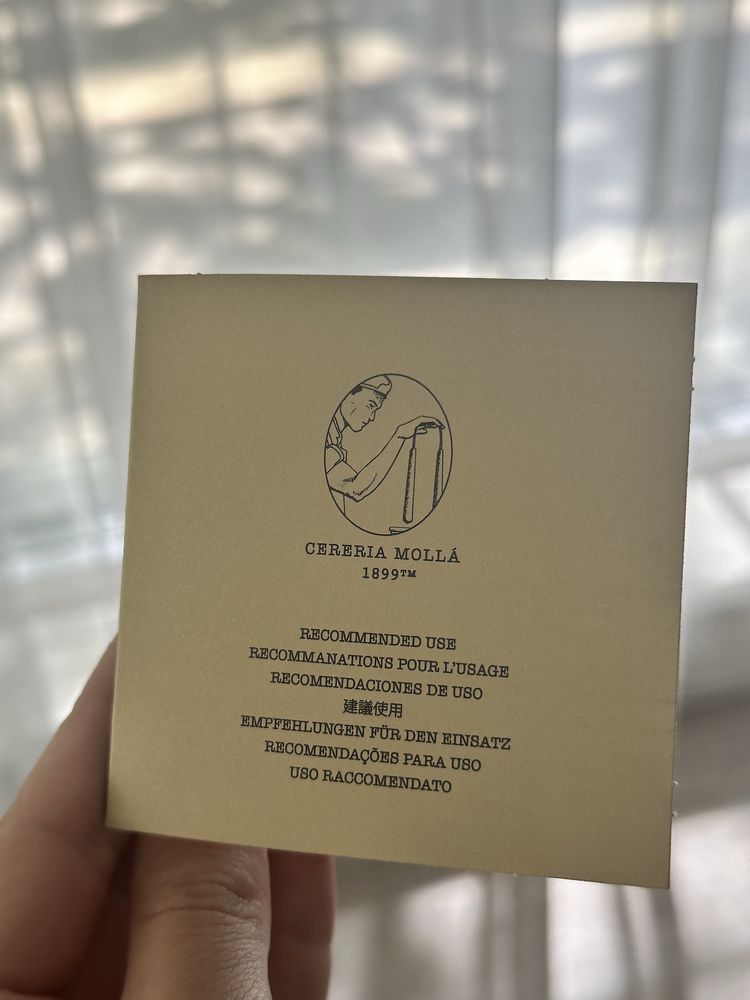 CERERIA MOLLÁ
1899™
RECOMMENDED USE
RECOMMANATIONS POUR L'USAGE
RECOMENDACIONES DE USO
建議使用
EMPFEHLUNGEN FÜR DEN EINSATZ
RECOMENDAÇÕES PARA USO
USO RACCOMENDATO